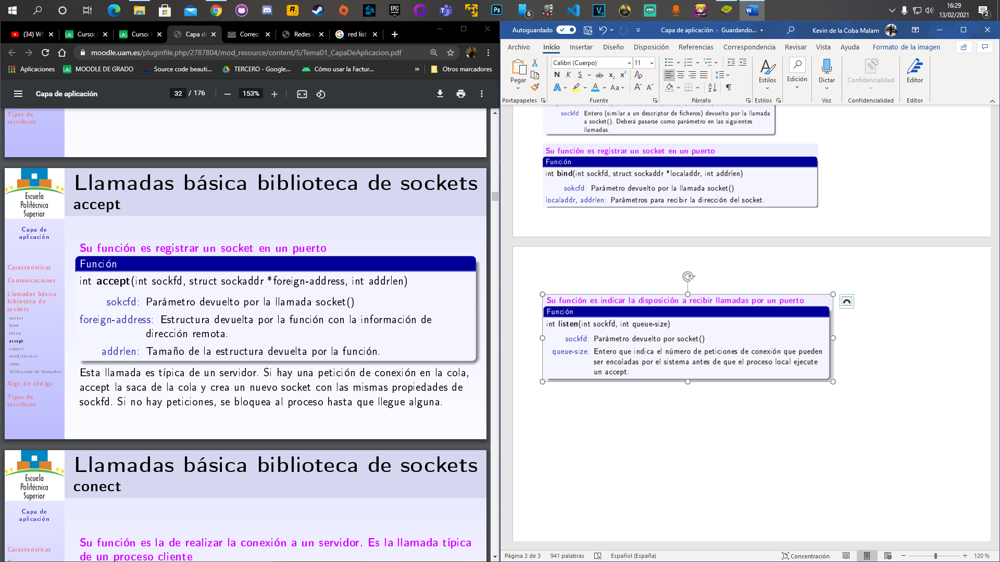 16:29
13/02/2021
6
2
(34) WI
Curso: A
Curso:
Capa de
Correo
Redes
red list
moodle.uam.es/pluginfile.php/2787804/mod_resource/content/5/Tema01_CapaDeAplicacion.pdf
Aplicaciones
MOODLE DE GRADO
Source code beauti...
TERCERO - Google...
Cómo usar la Factur...
»
Otros marcadores
Capa de aplicación
32 / 176
153%
Tipos de
servidores
Escuela
Politécnica
Superior
Capa de
aplicación
Características
Comunicaciones
Llamadas básica
biblioteca de
sockets
socket
bind
listen
accept
conect
send/receive
close
Utilización de llamadas
Algo de código
Tipos de
servidores
Llamadas básica biblioteca de sockets
accept
Su función es registrar un socket en un puerto
Función
int accept(int sockfd, struct sockaddr *foreign-address, int addrlen)
sokcfd: Parámetro devuelto por la llamada socket()
foreign-address: Estructura devuelta por la función con la información de
dirección remota.
addrlen: Tamaño de la estructura devuelta por la función.
Esta llamada es típica de un servidor. Si hay una petición de conexión en la cola,
accept la saca de la cola y crea un nuevo socket con las mismas propiedades de
sockfd. Si no hay peticiones, se bloquea al proceso hasta que llegue alguna.
Escuela
Politécnica
Superior
Capa de
aplicación
Características
Llamadas básica biblioteca de sockets
conect
Su función es la de realizar la conexión a un servidor. Es la llamada típica
de un proceso cliente
Autoguardado
Capa de aplicación - Guardando...
Kevin de la Coba Malam
Archivo
Inicio
Insertar
Diseño
Disposición
Referencias
Correspondencia
Revisar
Vista
Ayuda
Formato de la imagen
Pegar
Calibri (Cuerpo)
11
N K S ab x₂ x²
A Aa A A
Estilos
Edición
Dictar
Confidencialidad
Editor
Portapapeles
Fuente
Párrafo
Estilos
Voz
Confidencialidad
Editor
sockfd: Entero (similar a un descriptor de ficheros) devuelto por la llamada
a socket(). Deberá pasarse como parámetro en las siguientes
llamadas.
Su función es registrar un socket en un puerto
Función
int bind(int sockfd, struct sockaddr *localaddr, int addrlen)
sokcfd: Parámetro devuelto por la llamada socket()
localaddr, addrlen: Parámetros para recibir la dirección del socket.
Su función es indicar la disposición a recibir llamadas por un puerto
Función
int listen(int sockfd, int queue-size)
sockfd: Parámetro devuelto por socket()
queue-size: Entero que indica el número de peticiones de conexión que pueden
ser encoladas por el sistema antes de que el proceso local ejecute
un accept.
Página 3 de 3
941 palabras
Español (España)
Concentración
120 %